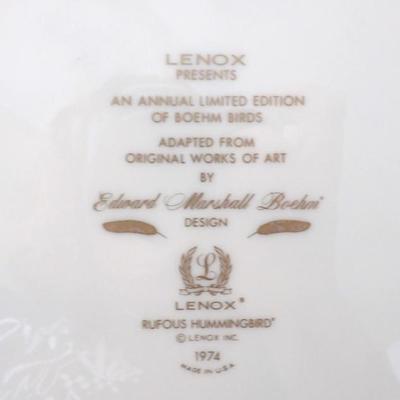 LENOX
PRESENTS
AN ANNUAL LIMITED EDITION
OF BOEHM BIRDS
ADAPTED FROM
ORIGINAL WORKS OF ART
BY
Edward Marshall Boehm®
DESIGN
L
LENOX®
RUFOUS HUMMINGBIRD®
© LENOX INC.
1974
MADE IN U.S.A.